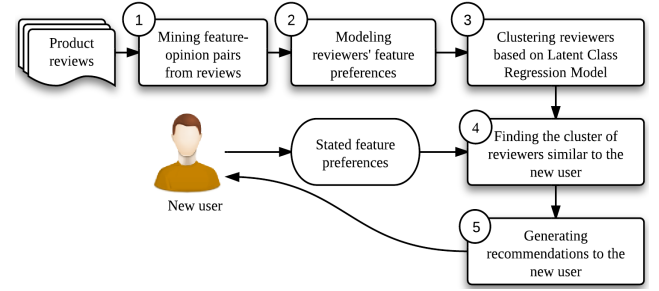 Product
reviews
1
Mining feature-
opinion pairs
from reviews
2
Modeling
reviewers' feature
preferences
3
Clustering reviewers
based on Latent Class
Regression Model
New user
Stated feature
preferences
4
Finding the cluster of
reviewers similar to the
new user
5
Generating
recommendations to the
new user